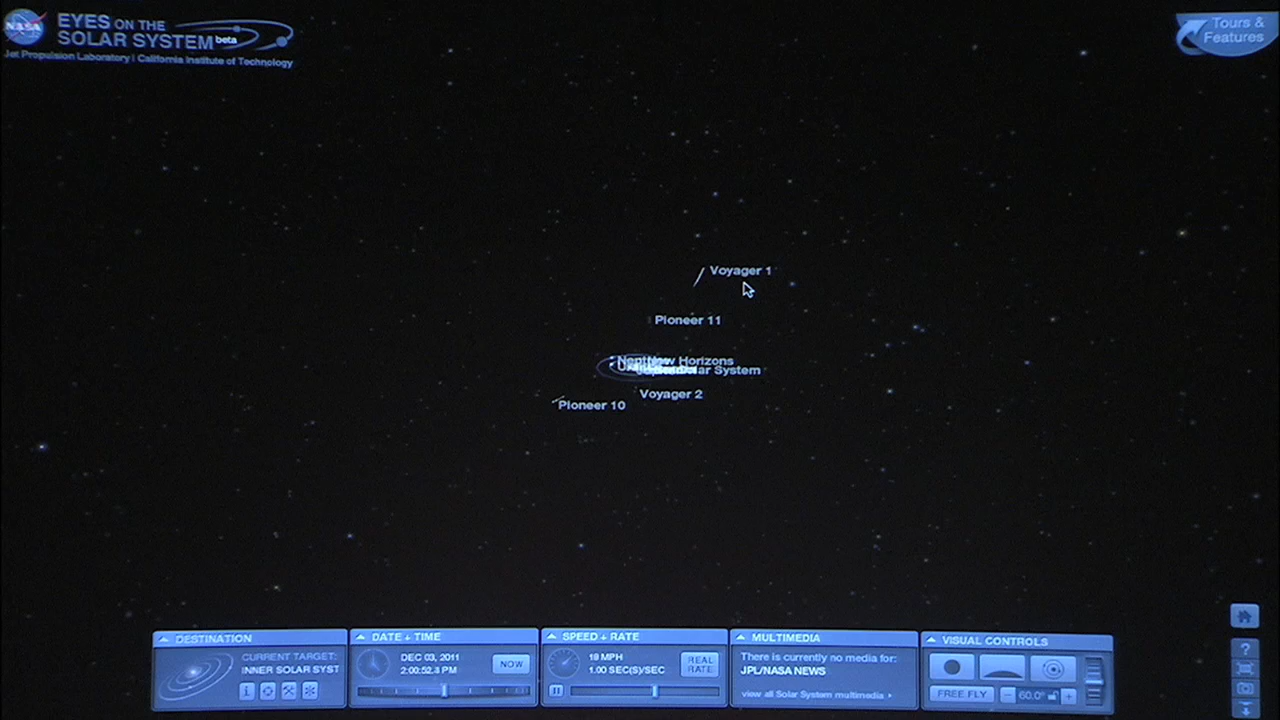 NASA
EYES ON THE
SOLAR SYSTEM beta
Jet Propulsion Laboratory | California Institute of Technology
Tours &
Features
Voyager 1
Pioneer 11
New Horizons
Solar System
Voyager 2
Pioneer 10
DESTINATION
CURRENT TARGET:
INNER SOLAR SYST
DATE + TIME
DEC 03, 2011
2:00:52.8 PM
NOW
SPEED + RATE
19 MPH
1.00 SEC(S)/SEC
REAL
RATE
MULTIMEDIA
There is currently no media for:
JPL/NASA NEWS
view all Solar System multimedia
VISUAL CONTROLS
FREE FLY
60.0°
?